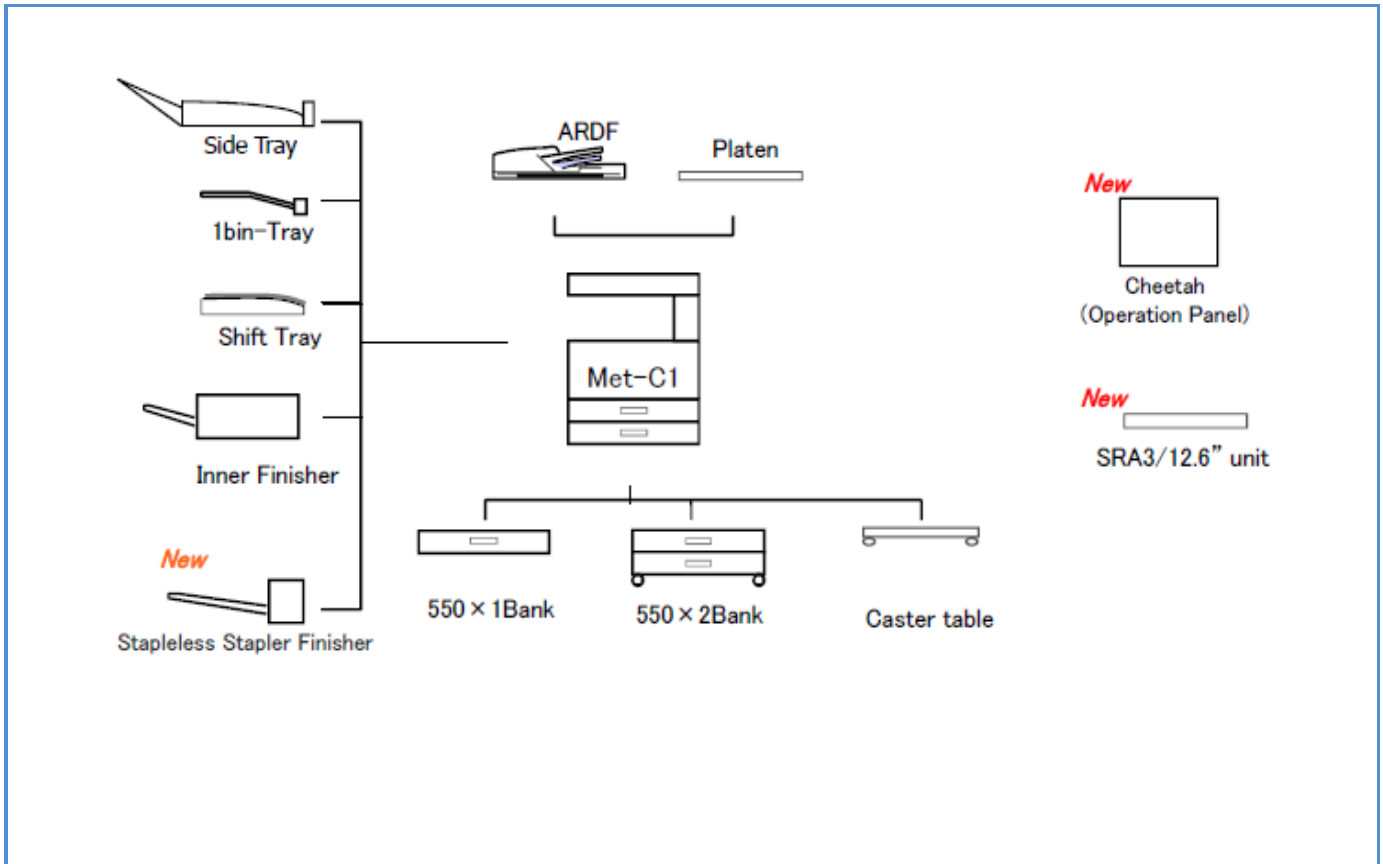 Side Tray
1bin-Tray
Shift Tray
Inner Finisher
New
Stapleless Stapler Finisher
ARDF
Platen
Met-C1
550×1Bank
550×2Bank
Caster table
New
Cheetah
(Operation Panel)
New
SRA3/12.6” unit